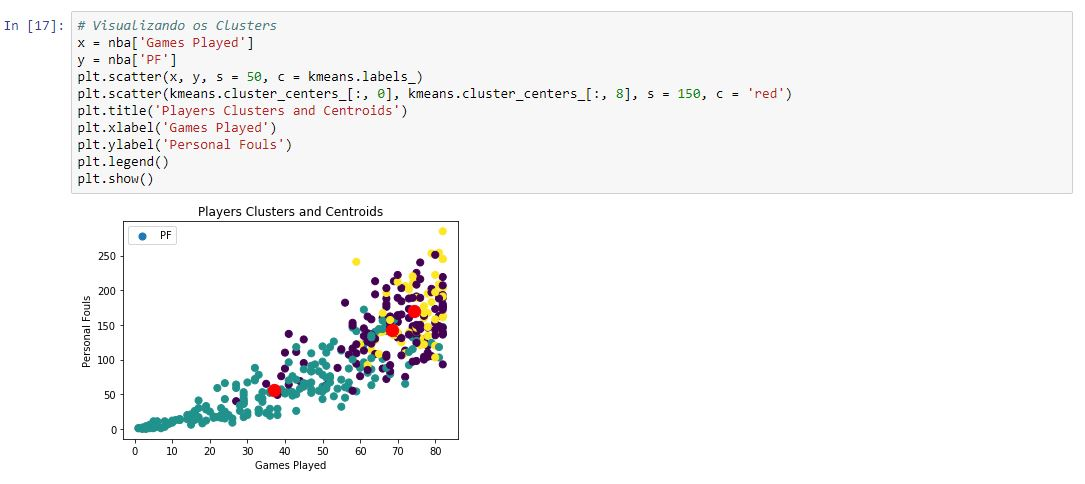 In [17]:
# Visualizando os Clusters
x = nba['Games Played']
y = nba['PF']
plt.scatter(x, y, s = 50, c = kmeans.labels_)
plt.scatter(kmeans.cluster_centers_[:, 0], kmeans.cluster_centers_[:, 8], s = 150, c = 'red')
plt.title('Players Clusters and Centroids')
plt.xlabel('Games Played')
plt.ylabel('Personal Fouls')
plt.legend()
plt.show()
Players Clusters and Centroids
PF
250
200
150
100
50
0
Personal Fouls
0 10 20 30 40 50 60 70 80
Games Played